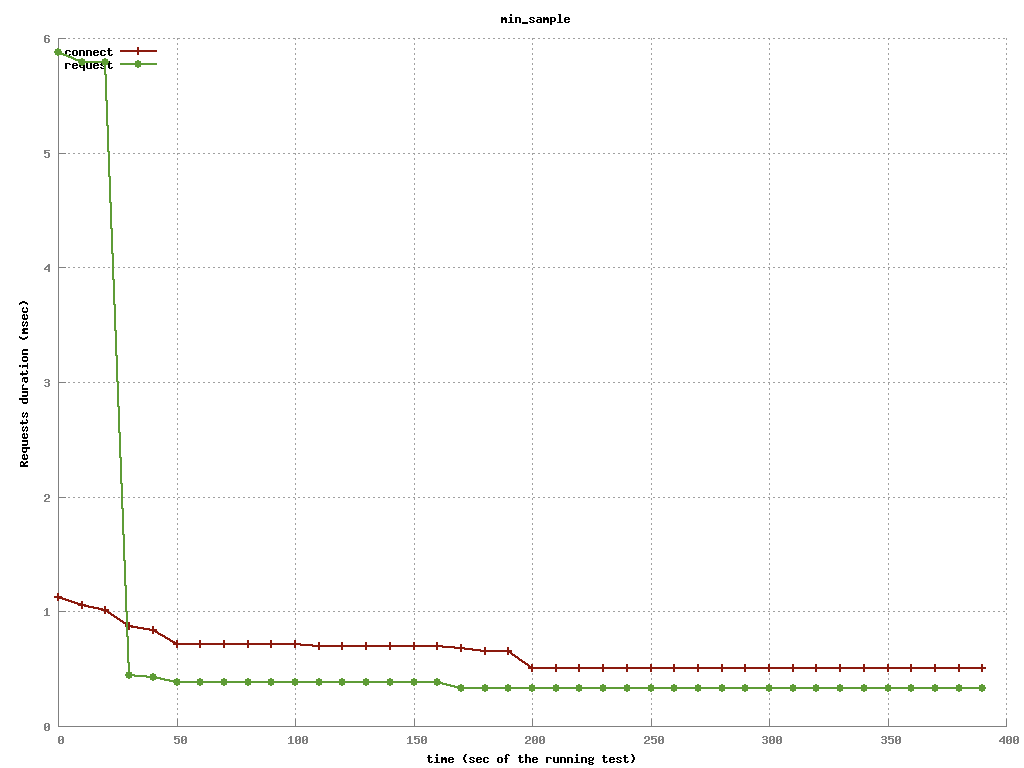 min_sample
6
connect
request
5
4
3
2
1
0
Requests duration (msec)
0 50 100 150 200 250 300 350 400
time (sec of the running test)